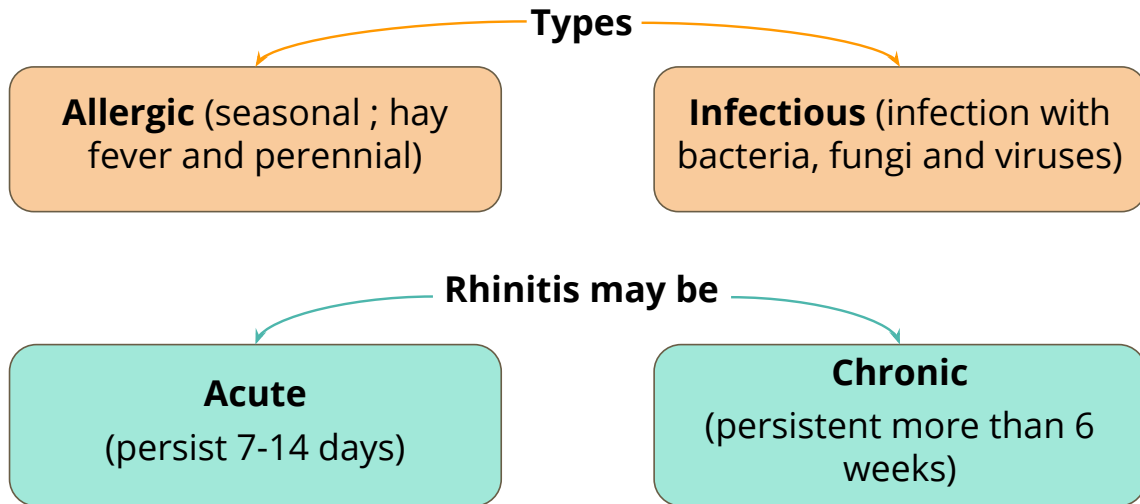 Types
Allergic (seasonal ; hay
fever and perennial)
Infectious (infection with
bacteria, fungi and viruses)
Rhinitis may be
Acute
(persist 7-14 days)
Chronic
(persistent more than 6
weeks)